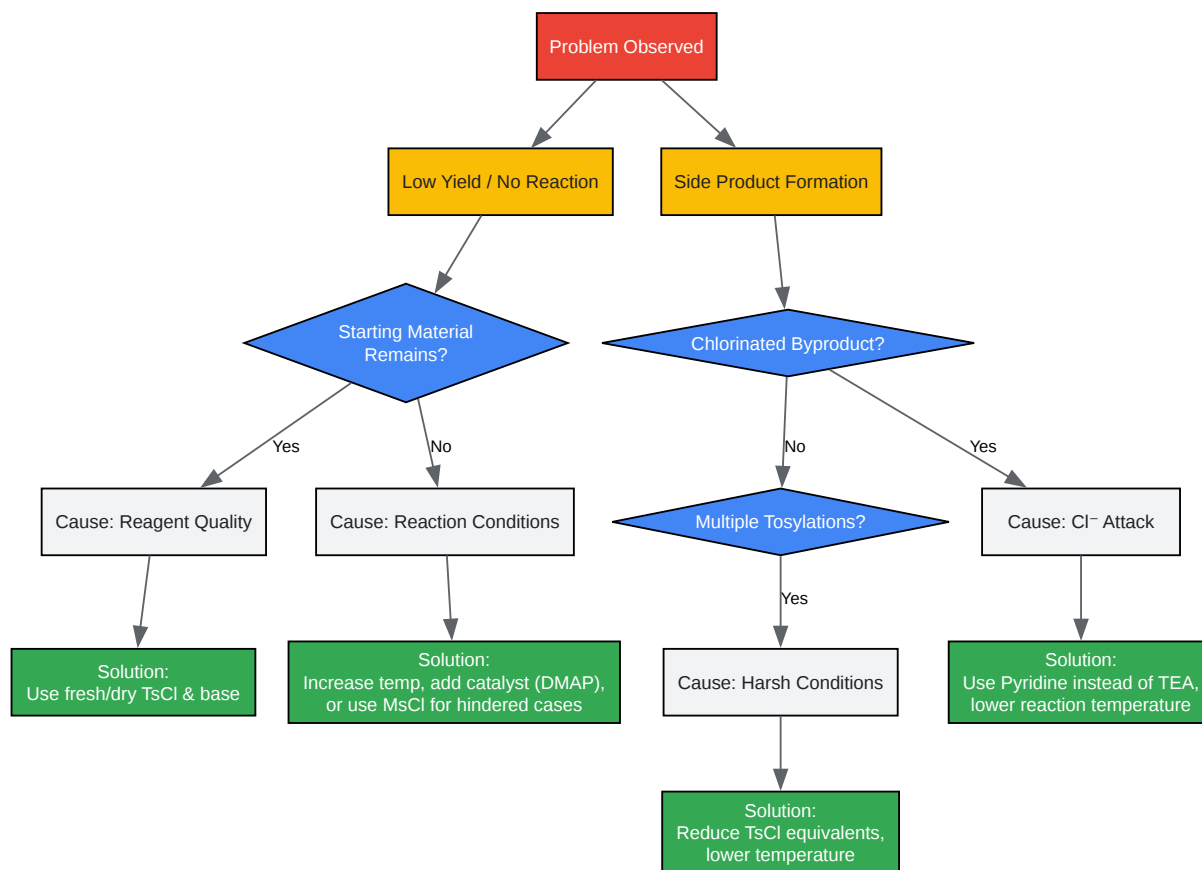 Problem Observed
Low Yield / No Reaction
Side Product Formation
Starting Material
Remains?
Chlorinated Byproduct?
Yes
No
No
Yes
Cause: Reagent Quality
Cause: Reaction Conditions
Multiple Tosylations?
Cause: Cl⁻ Attack
Yes
Solution:
Use fresh/dry TsCl & base
Solution:
Increase temp, add catalyst (DMAP),
or use MsCl for hindered cases
Cause: Harsh Conditions
Solution:
Use Pyridine instead of TEA,
lower reaction temperature
Solution:
Reduce TsCl equivalents,
lower temperature